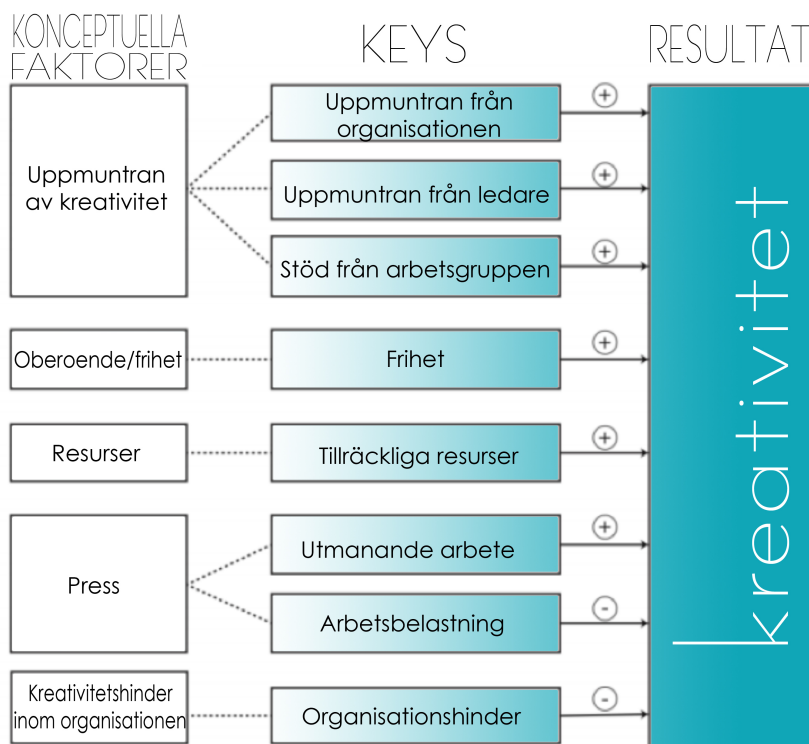 KONCEPTUELLA
FAKTORER
KEYS
RESULTAT
Uppmuntran
av kreativitet
Uppmuntran från
organisationen
+
Uppmuntran från ledare
+
Stöd från arbetsgruppen
+
Oberoende/frihet
Frihet
+
Resurser
Tillräckliga resurser
+
Press
Utmanande arbete
+
Arbetsbelastning
-
Kreativitetshinder
inom organisationen
Organisationshinder
-
kreativitet